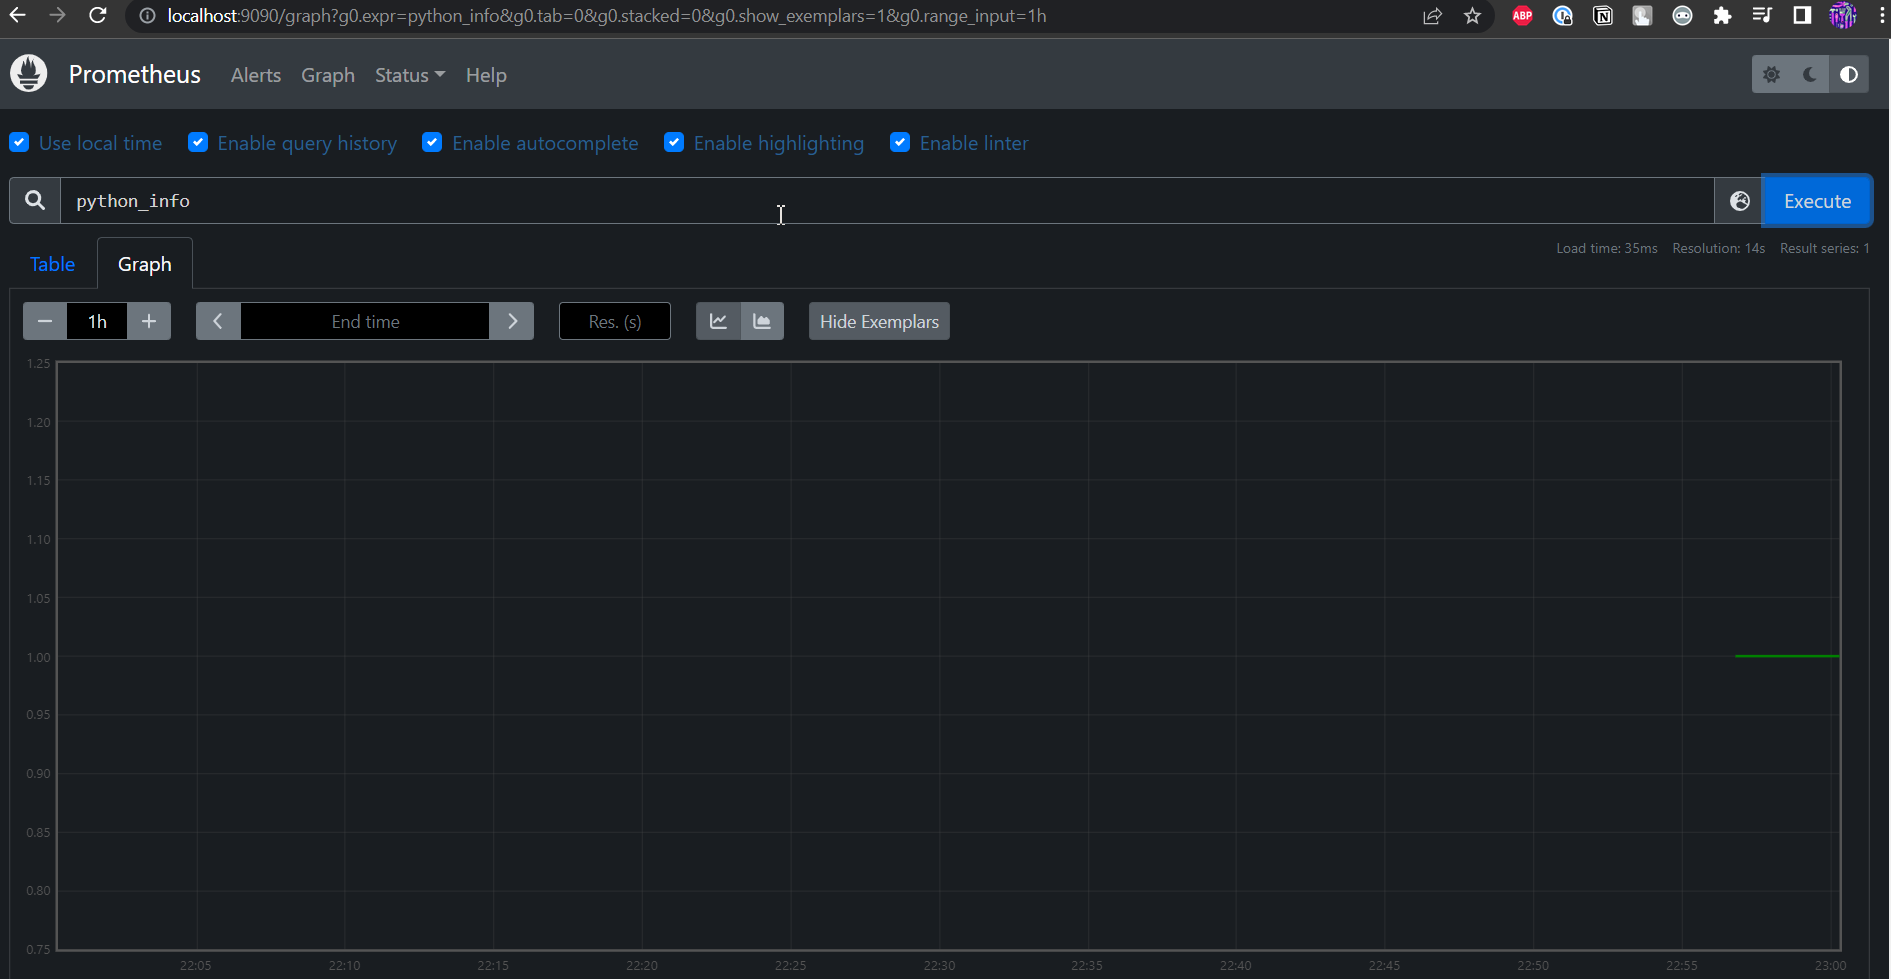 localhost:9090/graph?g0.expr=python_info&g0.tab=0&g0.stacked=0&g0.show_exemplars=1&g0.range_input=1h
ABP
Prometheus Alerts Graph Status Help
Use local time Enable query history Enable autocomplete Enable highlighting Enable linter
python_info Execute
Load time: 35ms Resolution: 14s Result series: 1
Table Graph
− 1h + End time Res. (s) Hide Exemplars
1.25
1.20
1.15
1.10
1.05
1.00
0.95
0.90
0.85
0.80
0.75
22:05 22:10 22:15 22:20 22:25 22:30 22:35 22:40 22:45 22:50 22:55 23:00